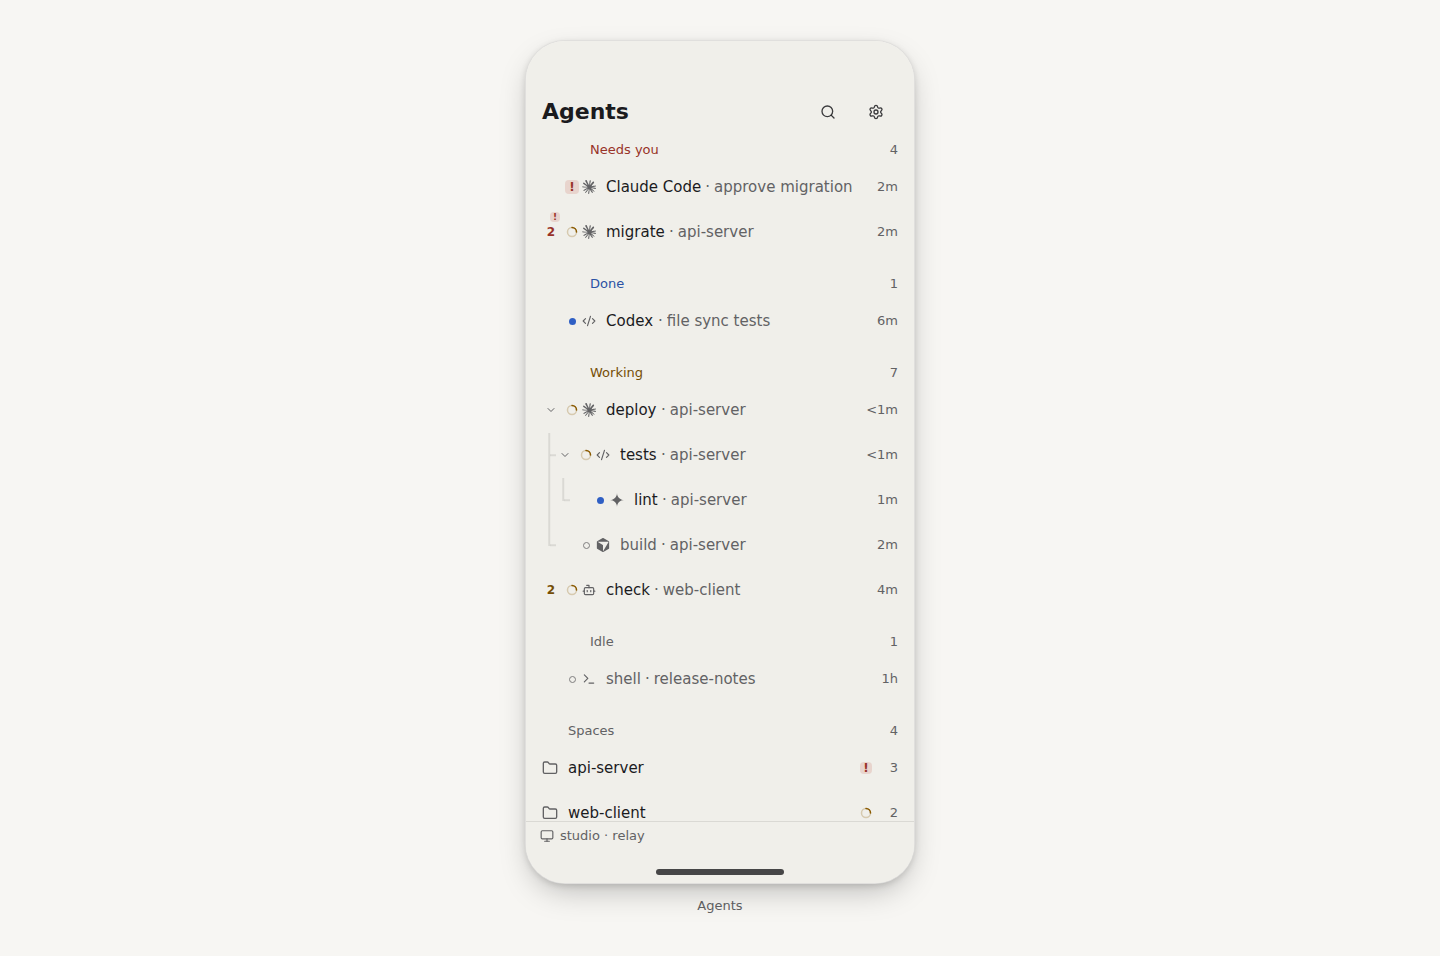 Agents
Needs you 4
! Claude Code · approve migration 2m
!
2 migrate · api-server 2m
Done 1
Codex · file sync tests 6m
Working 7
deploy · api-server <1m
tests · api-server <1m
lint · api-server 1m
build · api-server 2m
2 check · web-client 4m
Idle 1
shell · release-notes 1h
Spaces 4
api-server ! 3
web-client 2
studio · relay
Agents